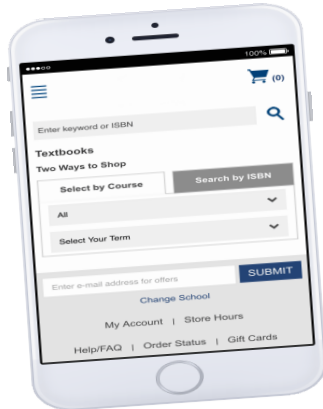 100%
(0)
Enter keyword or ISBN
Textbooks
Two Ways to Shop
Select by Course
Search by ISBN
All
Select Your Term
Enter e-mail address for offers
SUBMIT
Change School
My Account | Store Hours
Help/FAQ | Order Status | Gift Cards